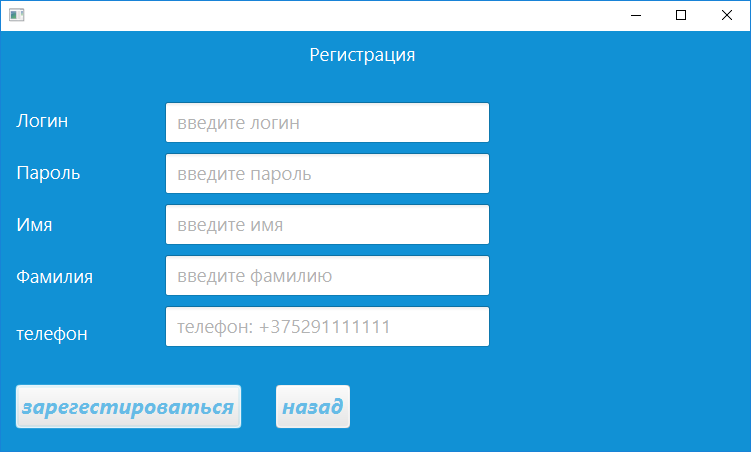 Регистрация
Логин введите логин
Пароль введите пароль
Имя введите имя
Фамилия введите фамилию
телефон телефон: +375291111111
зарегестироваться назад